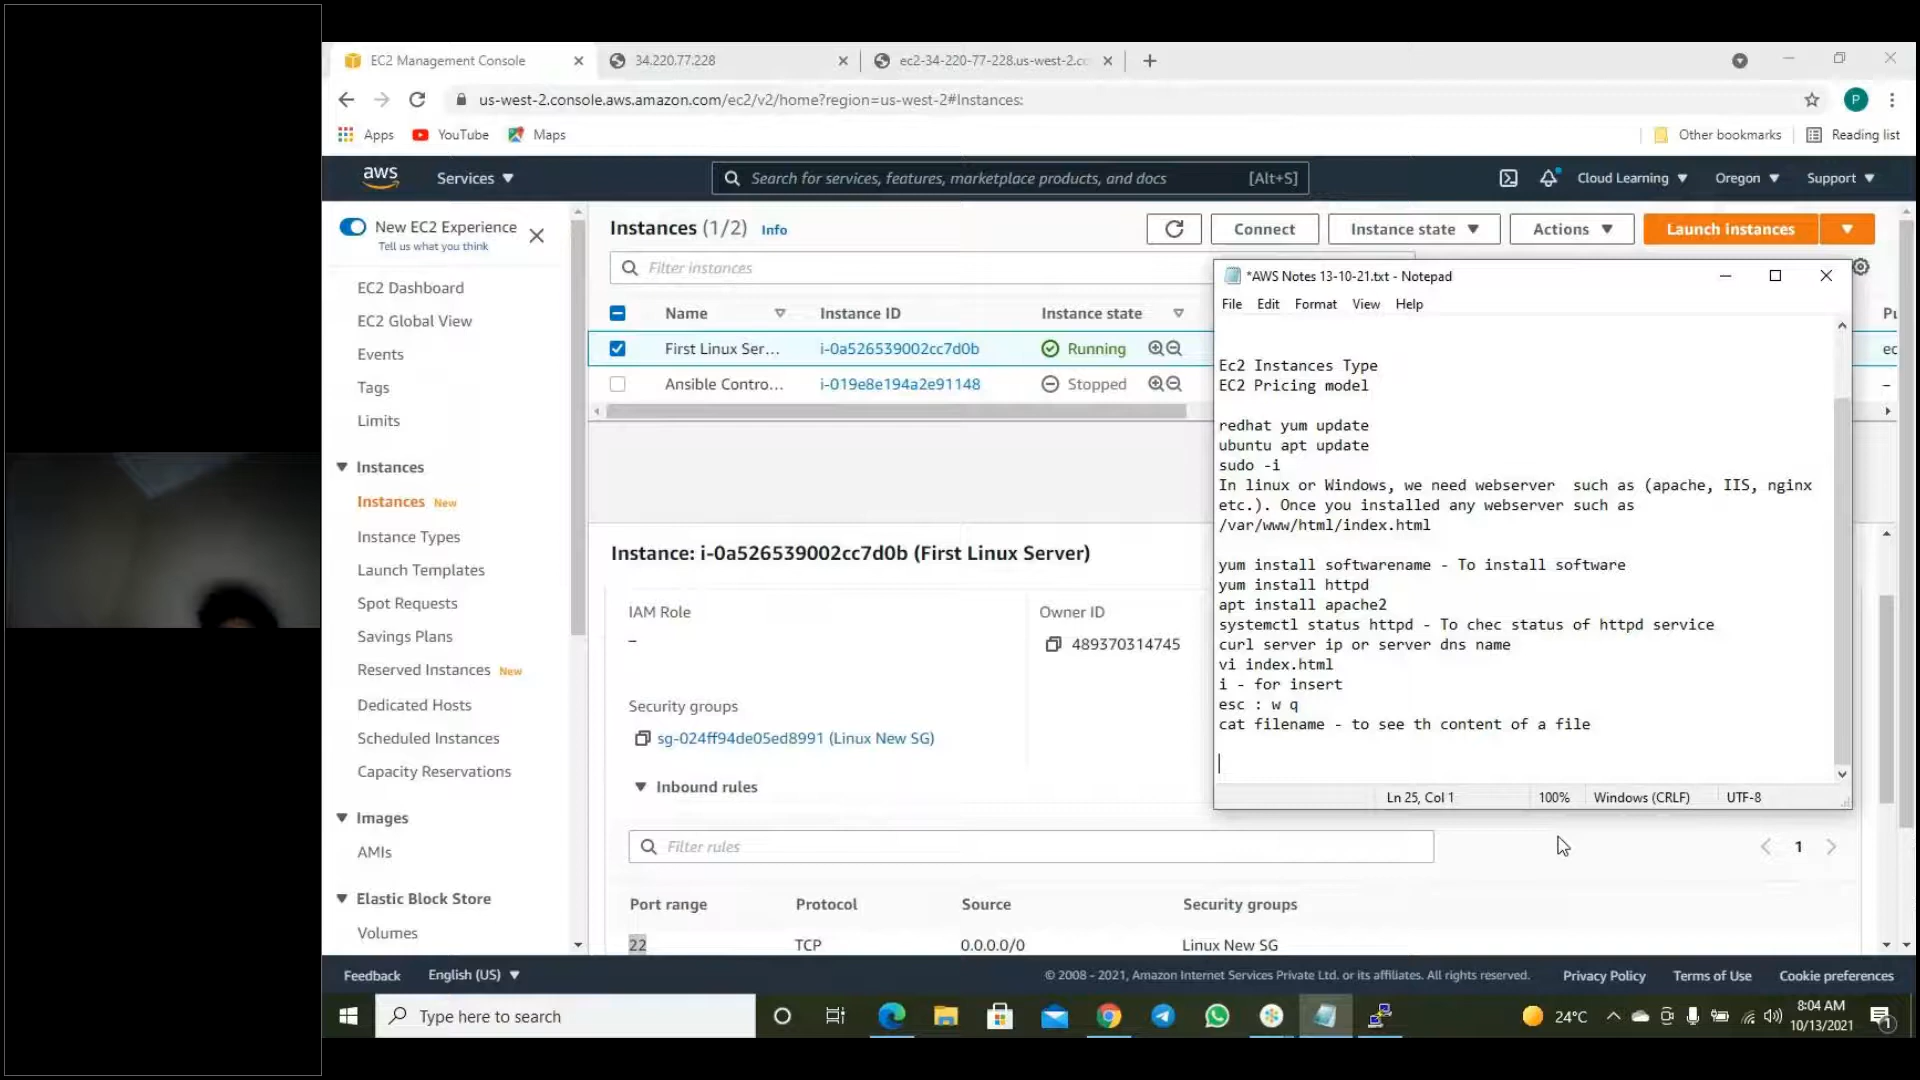 EC2 Management Console
34.220.77.228
ec2-34-220-77-228.us-west-2.co
us-west-2.console.aws.amazon.com/ec2/v2/home?region=us-west-2#Instances:
P
Apps
YouTube
Maps
Other bookmarks
Reading list
aws
Services
Search for services, features, marketplace products, and docs
[Alt+S]
Cloud Learning
Oregon
Support
New EC2 Experience
Tell us what you think
EC2 Dashboard
EC2 Global View
Events
Tags
Limits
Instances
Instances New
Instance Types
Launch Templates
Spot Requests
Savings Plans
Reserved Instances New
Dedicated Hosts
Scheduled Instances
Capacity Reservations
Images
AMIs
Elastic Block Store
Volumes
Instances (1/2) Info
Connect
Instance state
Actions
Launch instances
Filter instances
Name Instance ID Instance state
First Linux Ser... i-0a526539002cc7d0b Running
Ansible Contro... i-019e8e194a2e91148 Stopped
Pu
ec
–
Instance: i-0a526539002cc7d0b (First Linux Server)
IAM Role
–
Owner ID
489370314745
Security groups
sg-024ff94de05ed8991 (Linux New SG)
Inbound rules
Filter rules
1
Port range Protocol Source Security groups
22 TCP 0.0.0.0/0 Linux New SG
*AWS Notes 13-10-21.txt - Notepad
File Edit Format View Help
Ec2 Instances Type
EC2 Pricing model
redhat yum update
ubuntu apt update
sudo -i
In linux or Windows, we need webserver  such as (apache, IIS, nginx
etc.). Once you installed any webserver such as
/var/www/html/index.html
yum install softwarename - To install software
yum install httpd
apt install apache2
systemctl status httpd - To chec status of httpd service
curl server ip or server dns name
vi index.html
i - for insert
esc : w q
cat filename - to see th content of a file
Ln 25, Col 1
100%
Windows (CRLF)
UTF-8
Feedback
English (US)
© 2008 - 2021, Amazon Internet Services Private Ltd. or its affiliates. All rights reserved.
Privacy Policy
Terms of Use
Cookie preferences
Type here to search
24°C
8:04 AM
10/13/2021
1